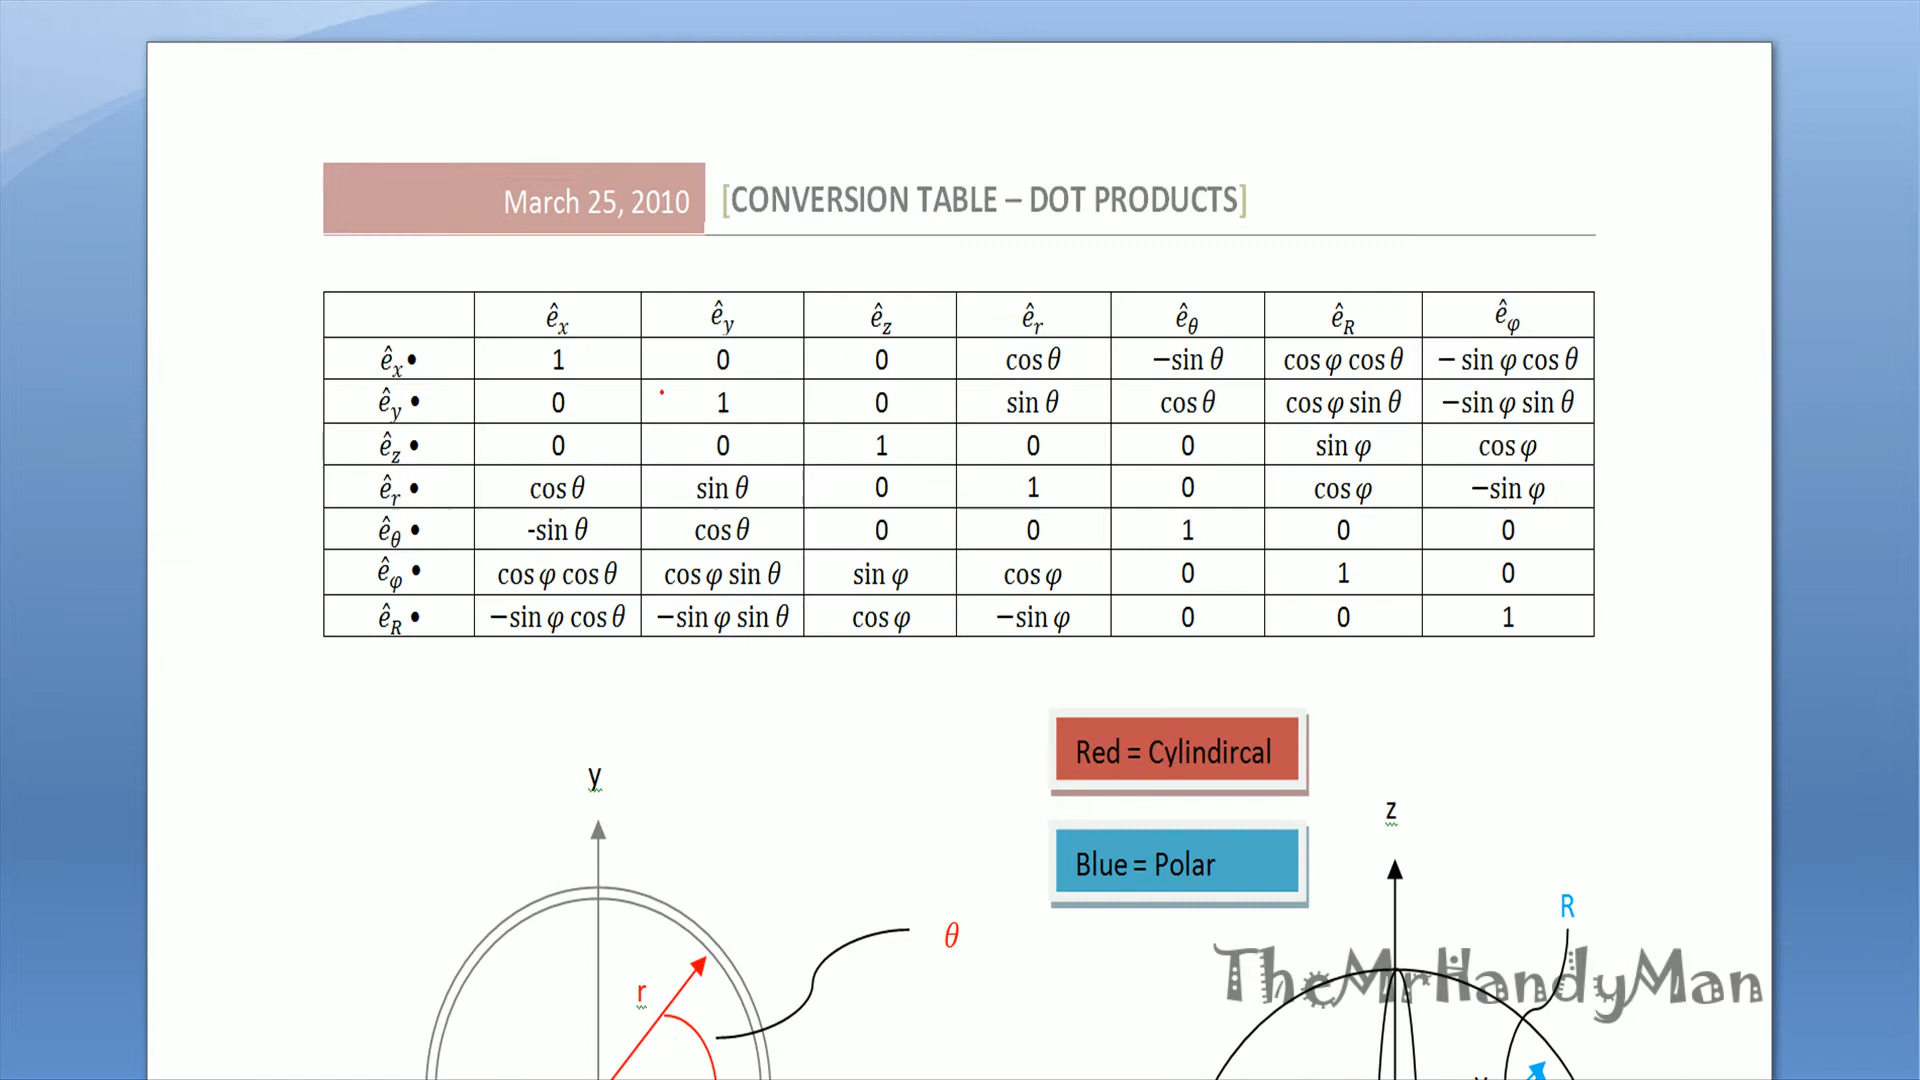 March 25, 2010 [CONVERSION TABLE – DOT PRODUCTS]
ê_x ê_y ê_z ê_r ê_θ ê_R ê_φ
ê_x • 1 0 0 cos θ −sin θ cos φ cos θ − sin φ cos θ
ê_y • 0 1 0 sin θ cos θ cos φ sin θ −sin φ sin θ
ê_z • 0 0 1 0 0 sin φ cos φ
ê_r • cos θ sin θ 0 1 0 cos φ −sin φ
ê_θ • -sin θ cos θ 0 0 1 0 0
ê_φ • cos φ cos θ cos φ sin θ sin φ cos φ 0 1 0
ê_R • −sin φ cos θ −sin φ sin θ cos φ −sin φ 0 0 1
Red = Cylindircal
y
z
Blue = Polar
R
θ
r
TheMrHandyMan